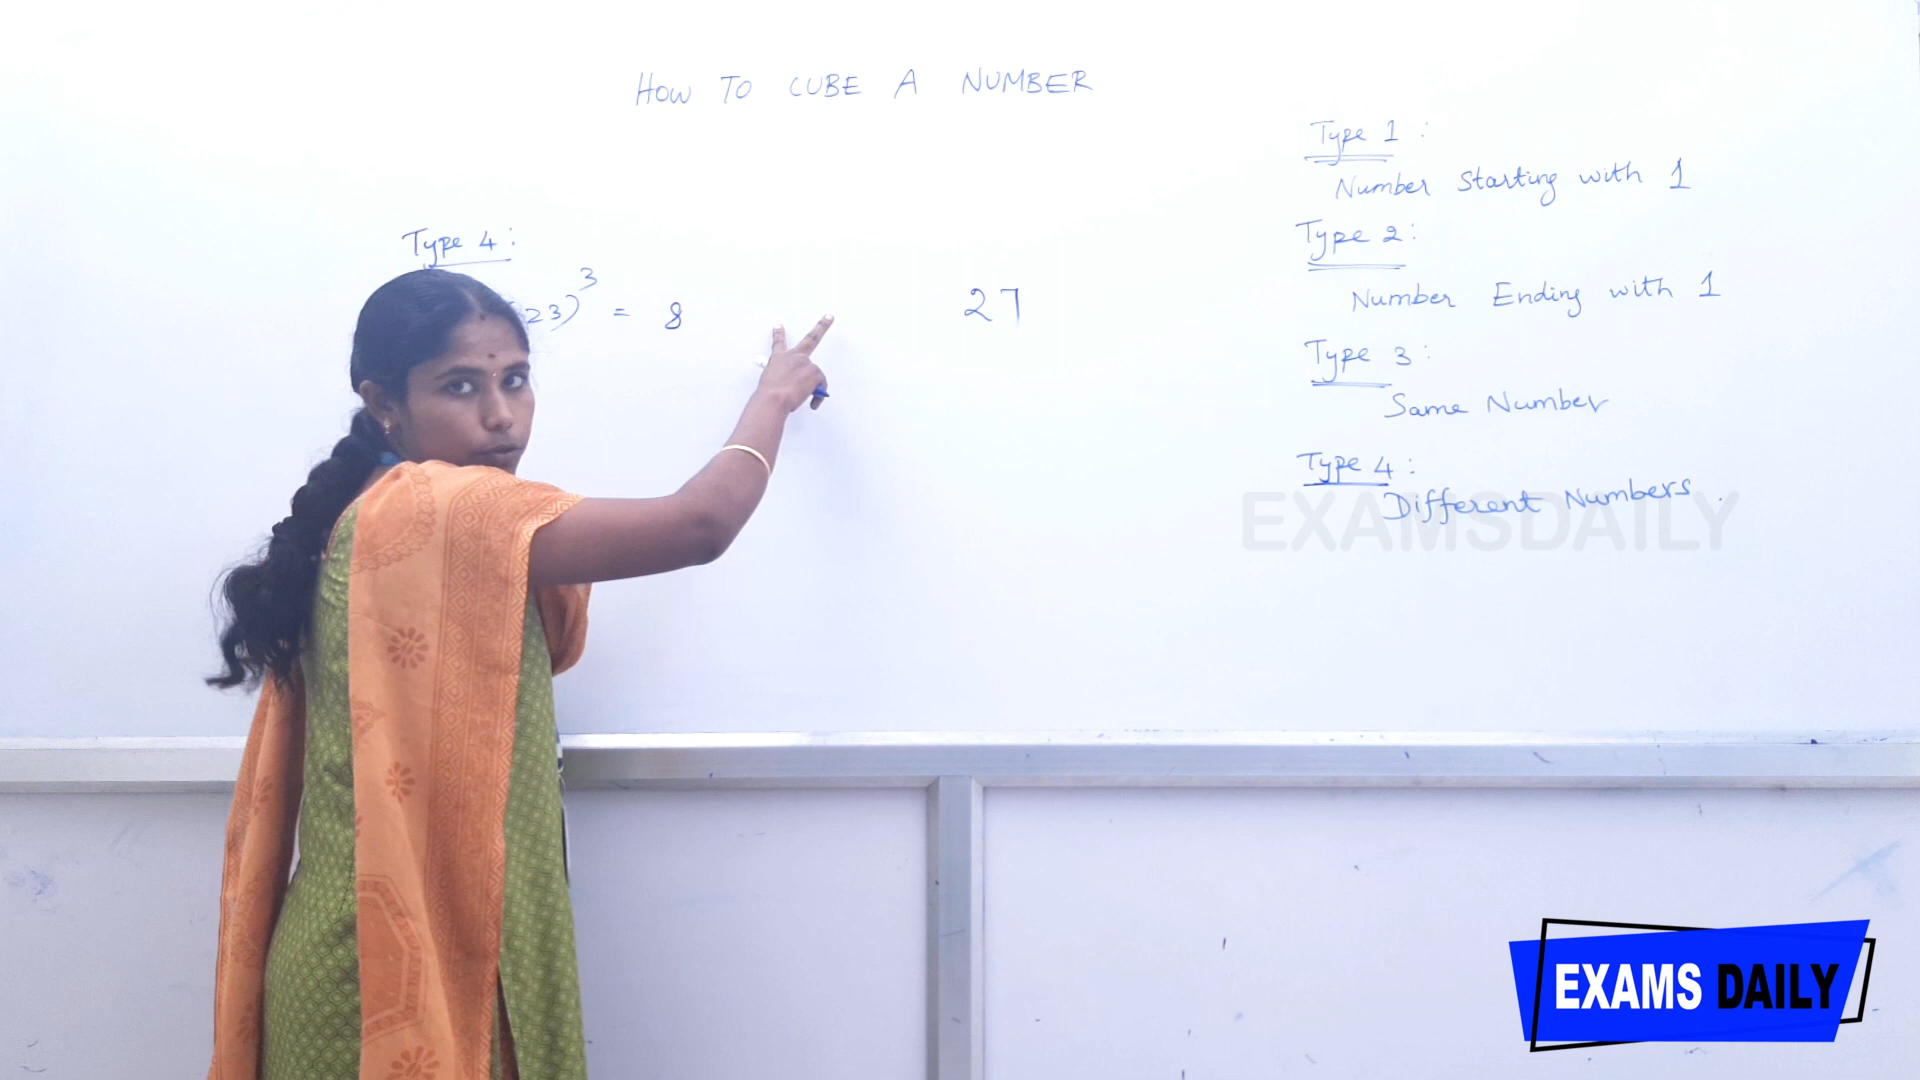 HOW TO CUBE A NUMBER
Type 1 :
Number Starting with 1
Type 2 :
Number Ending with 1
Type 3 :
Same Number
Type 4 :
Different Numbers.
Type 4 :
23)³ = 8 27
EXAMSDAILY
EXAMS DAILY